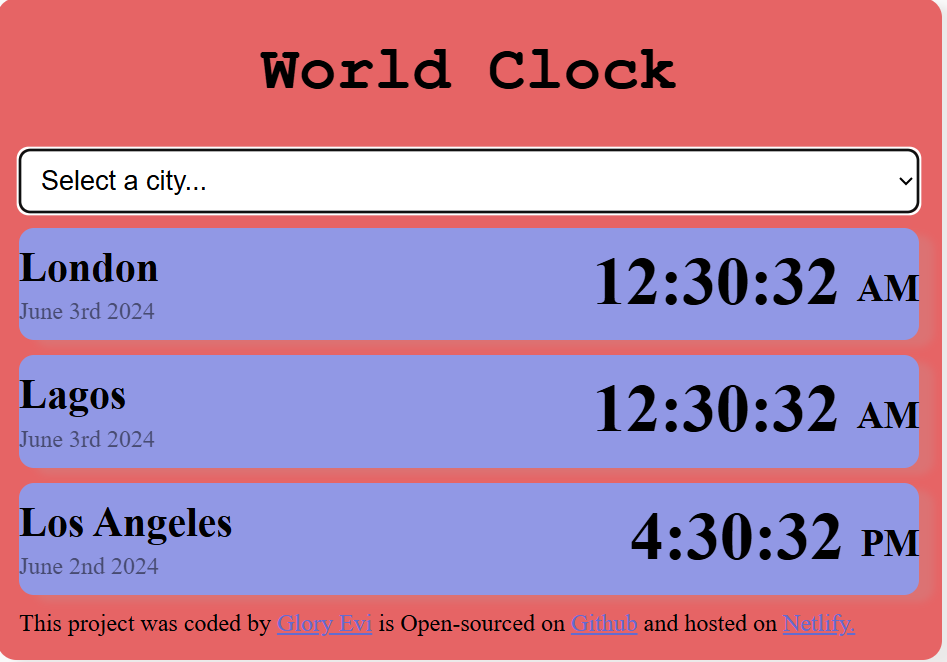 World Clock
Select a city...
London
12:30:32 AM
June 3rd 2024
Lagos
12:30:32 AM
June 3rd 2024
Los Angeles
4:30:32 PM
June 2nd 2024
This project was coded by Glory Evi is Open-sourced on Github and hosted on Netlify.